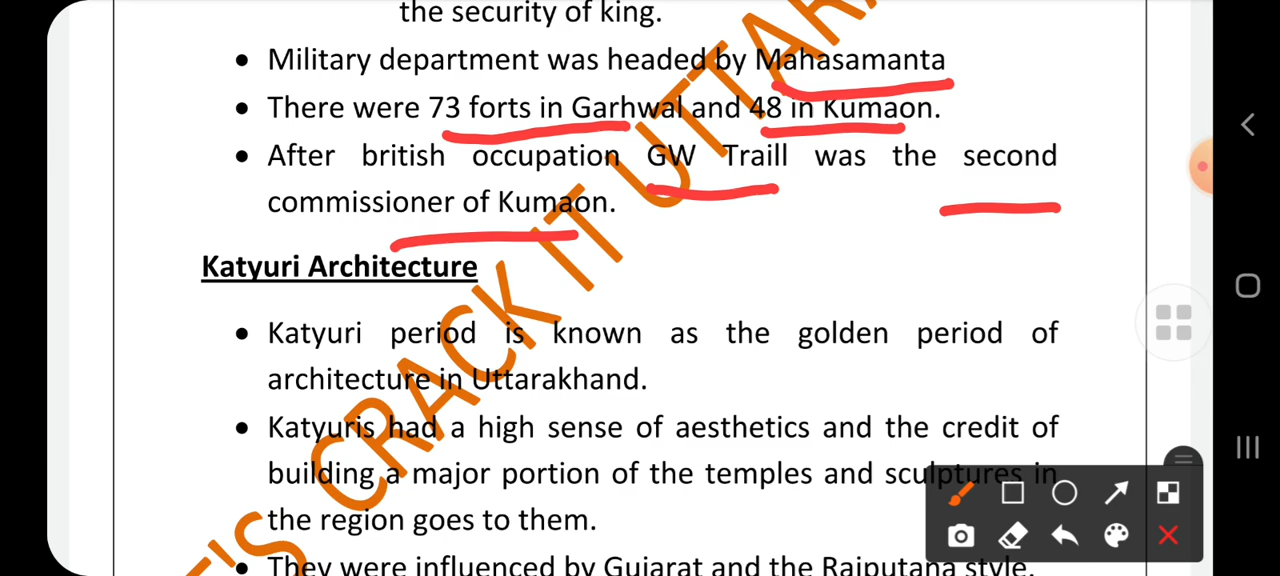 the security of king.
• Military department was headed by Mahasamanta
• There were 73 forts in Garhwal and 48 in Kumaon.
• After british occupation GW Traill was the second
commissioner of Kumaon.
Katyuri Architecture
• Katyuri period is known as the golden period of
architecture in Uttarakhand.
• Katyuris had a high sense of aesthetics and the credit of
building a major portion of the temples and sculptures in
the region goes to them.
• They were influenced by Gujarat and the Rajputana style.
T'S CRACK IT UTTARA